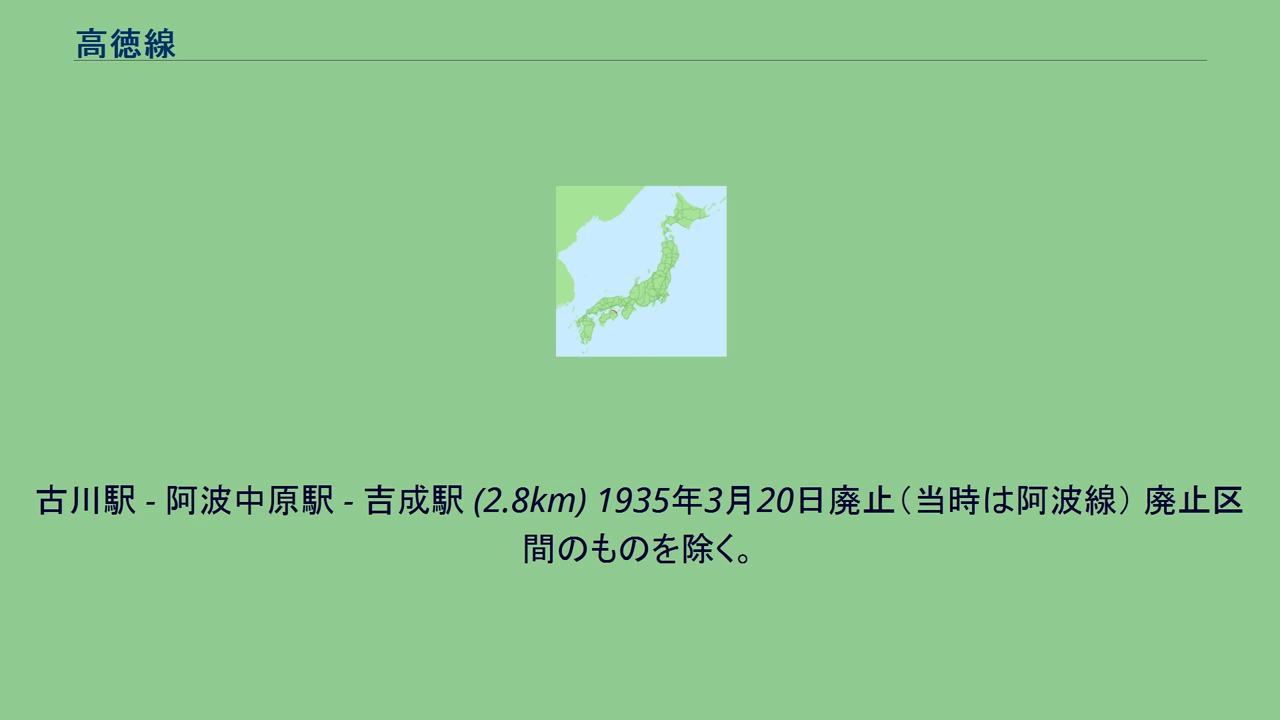 高徳線
古川駅 - 阿波中原駅 - 吉成駅 (2.8km) 1935年3月20日廃止（当時は阿波線） 廃止区
間のものを除く。